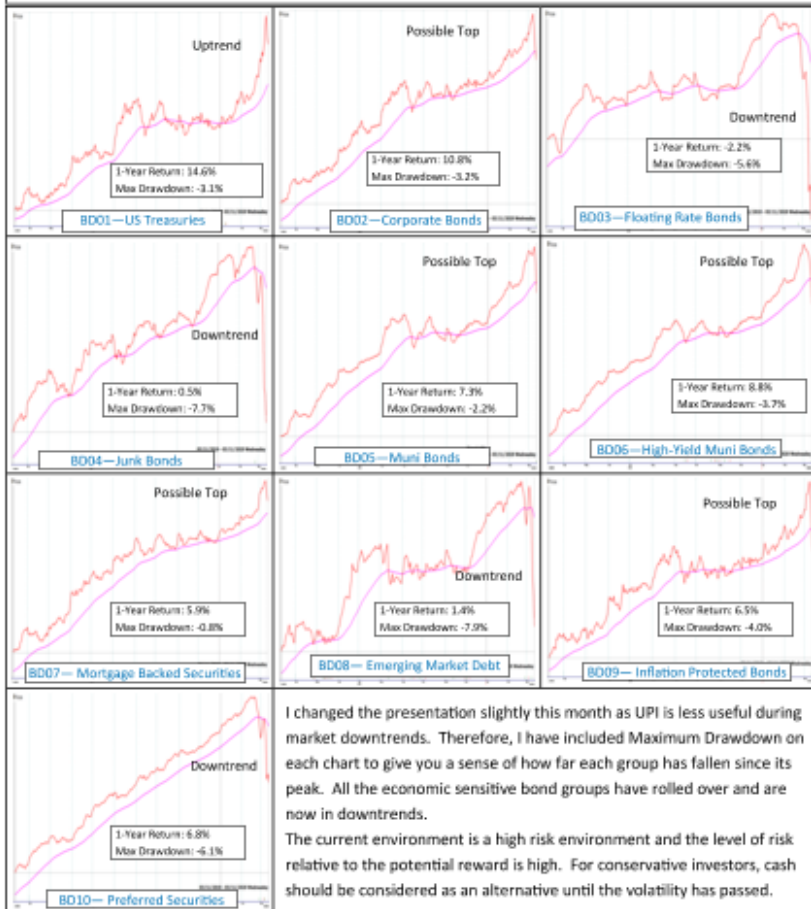 Uptrend
1-Year Return: 14.6%
Max Drawdown: -3.1%
BD01—US Treasuries
Possible Top
1-Year Return: 10.8%
Max Drawdown: -3.2%
BD02—Corporate Bonds
Downtrend
1-Year Return: -2.2%
Max Drawdown: -5.6%
BD03—Floating Rate Bonds
Downtrend
1-Year Return: 0.5%
Max Drawdown: -7.7%
BD04—Junk Bonds
Possible Top
1-Year Return: 7.3%
Max Drawdown: -2.2%
BD05—Muni Bonds
Possible Top
1-Year Return: 8.8%
Max Drawdown: -3.7%
BD06—High-Yield Muni Bonds
Possible Top
1-Year Return: 5.9%
Max Drawdown: -0.8%
BD07— Mortgage Backed Securities
Downtrend
1-Year Return: 1.4%
Max Drawdown: -7.9%
BD08— Emerging Market Debt
Possible Top
1-Year Return: 6.5%
Max Drawdown: -4.0%
BD09— Inflation Protected Bonds
Downtrend
1-Year Return: 6.8%
Max Drawdown: -6.1%
BD10—Preferred Securities
I changed the presentation slightly this month as UPI is less useful during
market downtrends.  Therefore, I have included Maximum Drawdown on
each chart to give you a sense of how far each group has fallen since its
peak.  All the economic sensitive bond groups have rolled over and are
now in downtrends.
The current environment is a high risk environment and the level of risk
relative to the potential reward is high.  For conservative investors, cash
should be considered as an alternative until the volatility has passed.